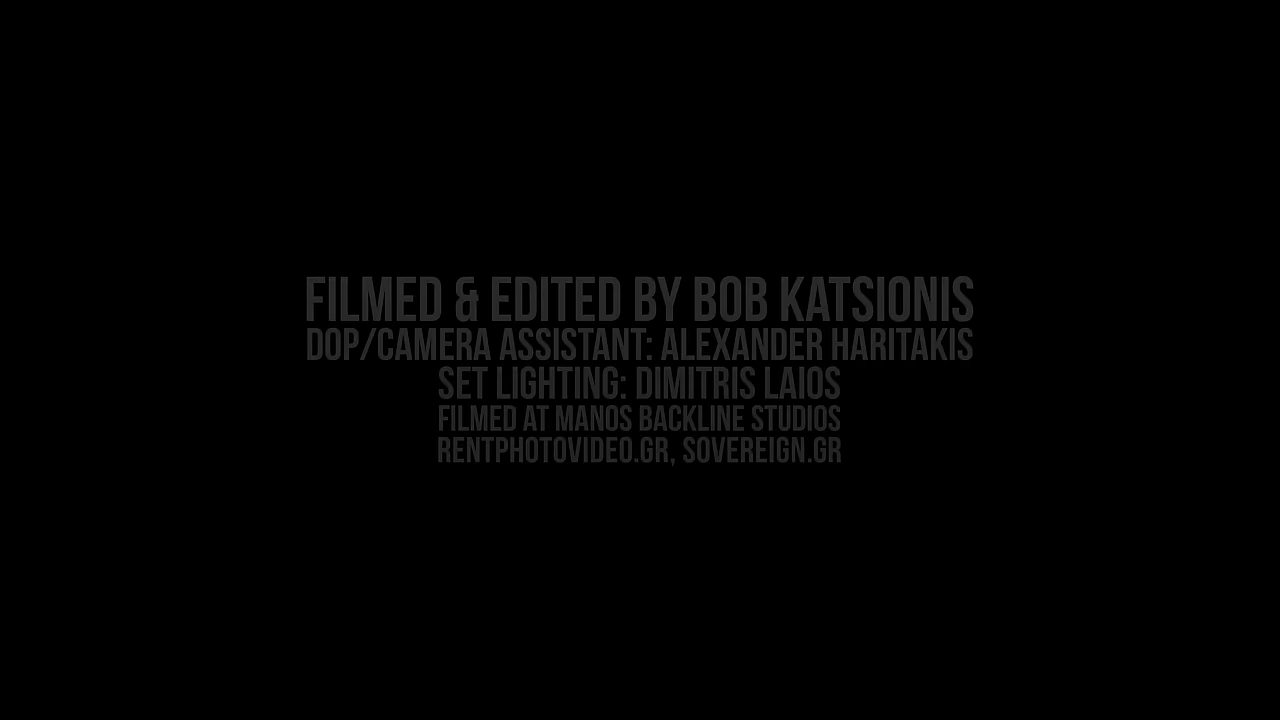 FILMED & EDITED BY BOB KATSIONIS
DOP/CAMERA ASSISTANT: ALEXANDER HARITAKIS
SET LIGHTING: DIMITRIS LAIOS
FILMED AT MANOS BACKLINE STUDIOS
RENTPHOTOVIDEO.GR, SOVEREIGN.GR